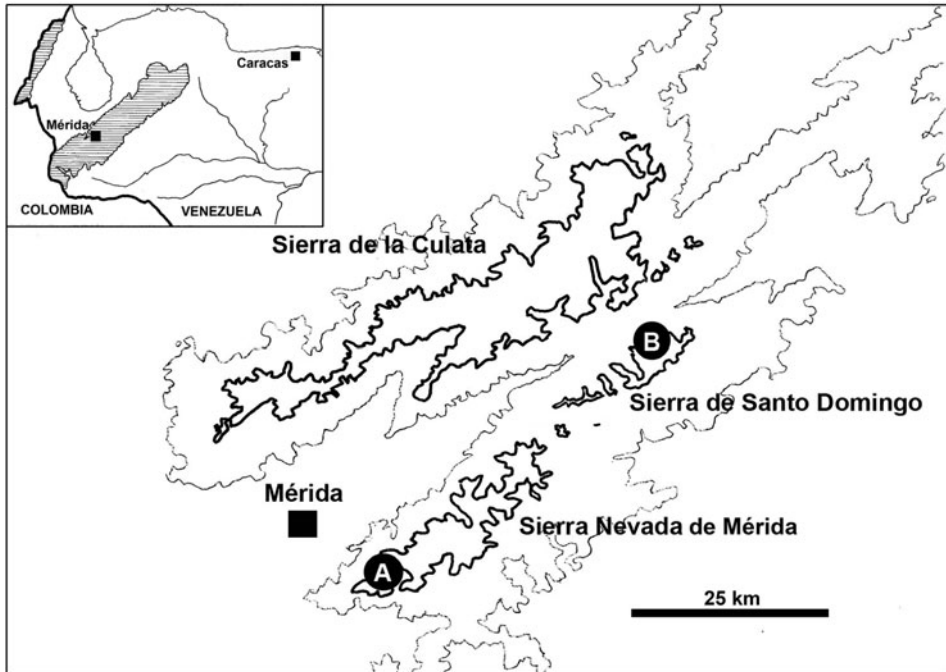 Caracas
Mérida
COLOMBIA
VENEZUELA
Sierra de la Culata
B
Sierra de Santo Domingo
Mérida
Sierra Nevada de Mérida
A
25 km